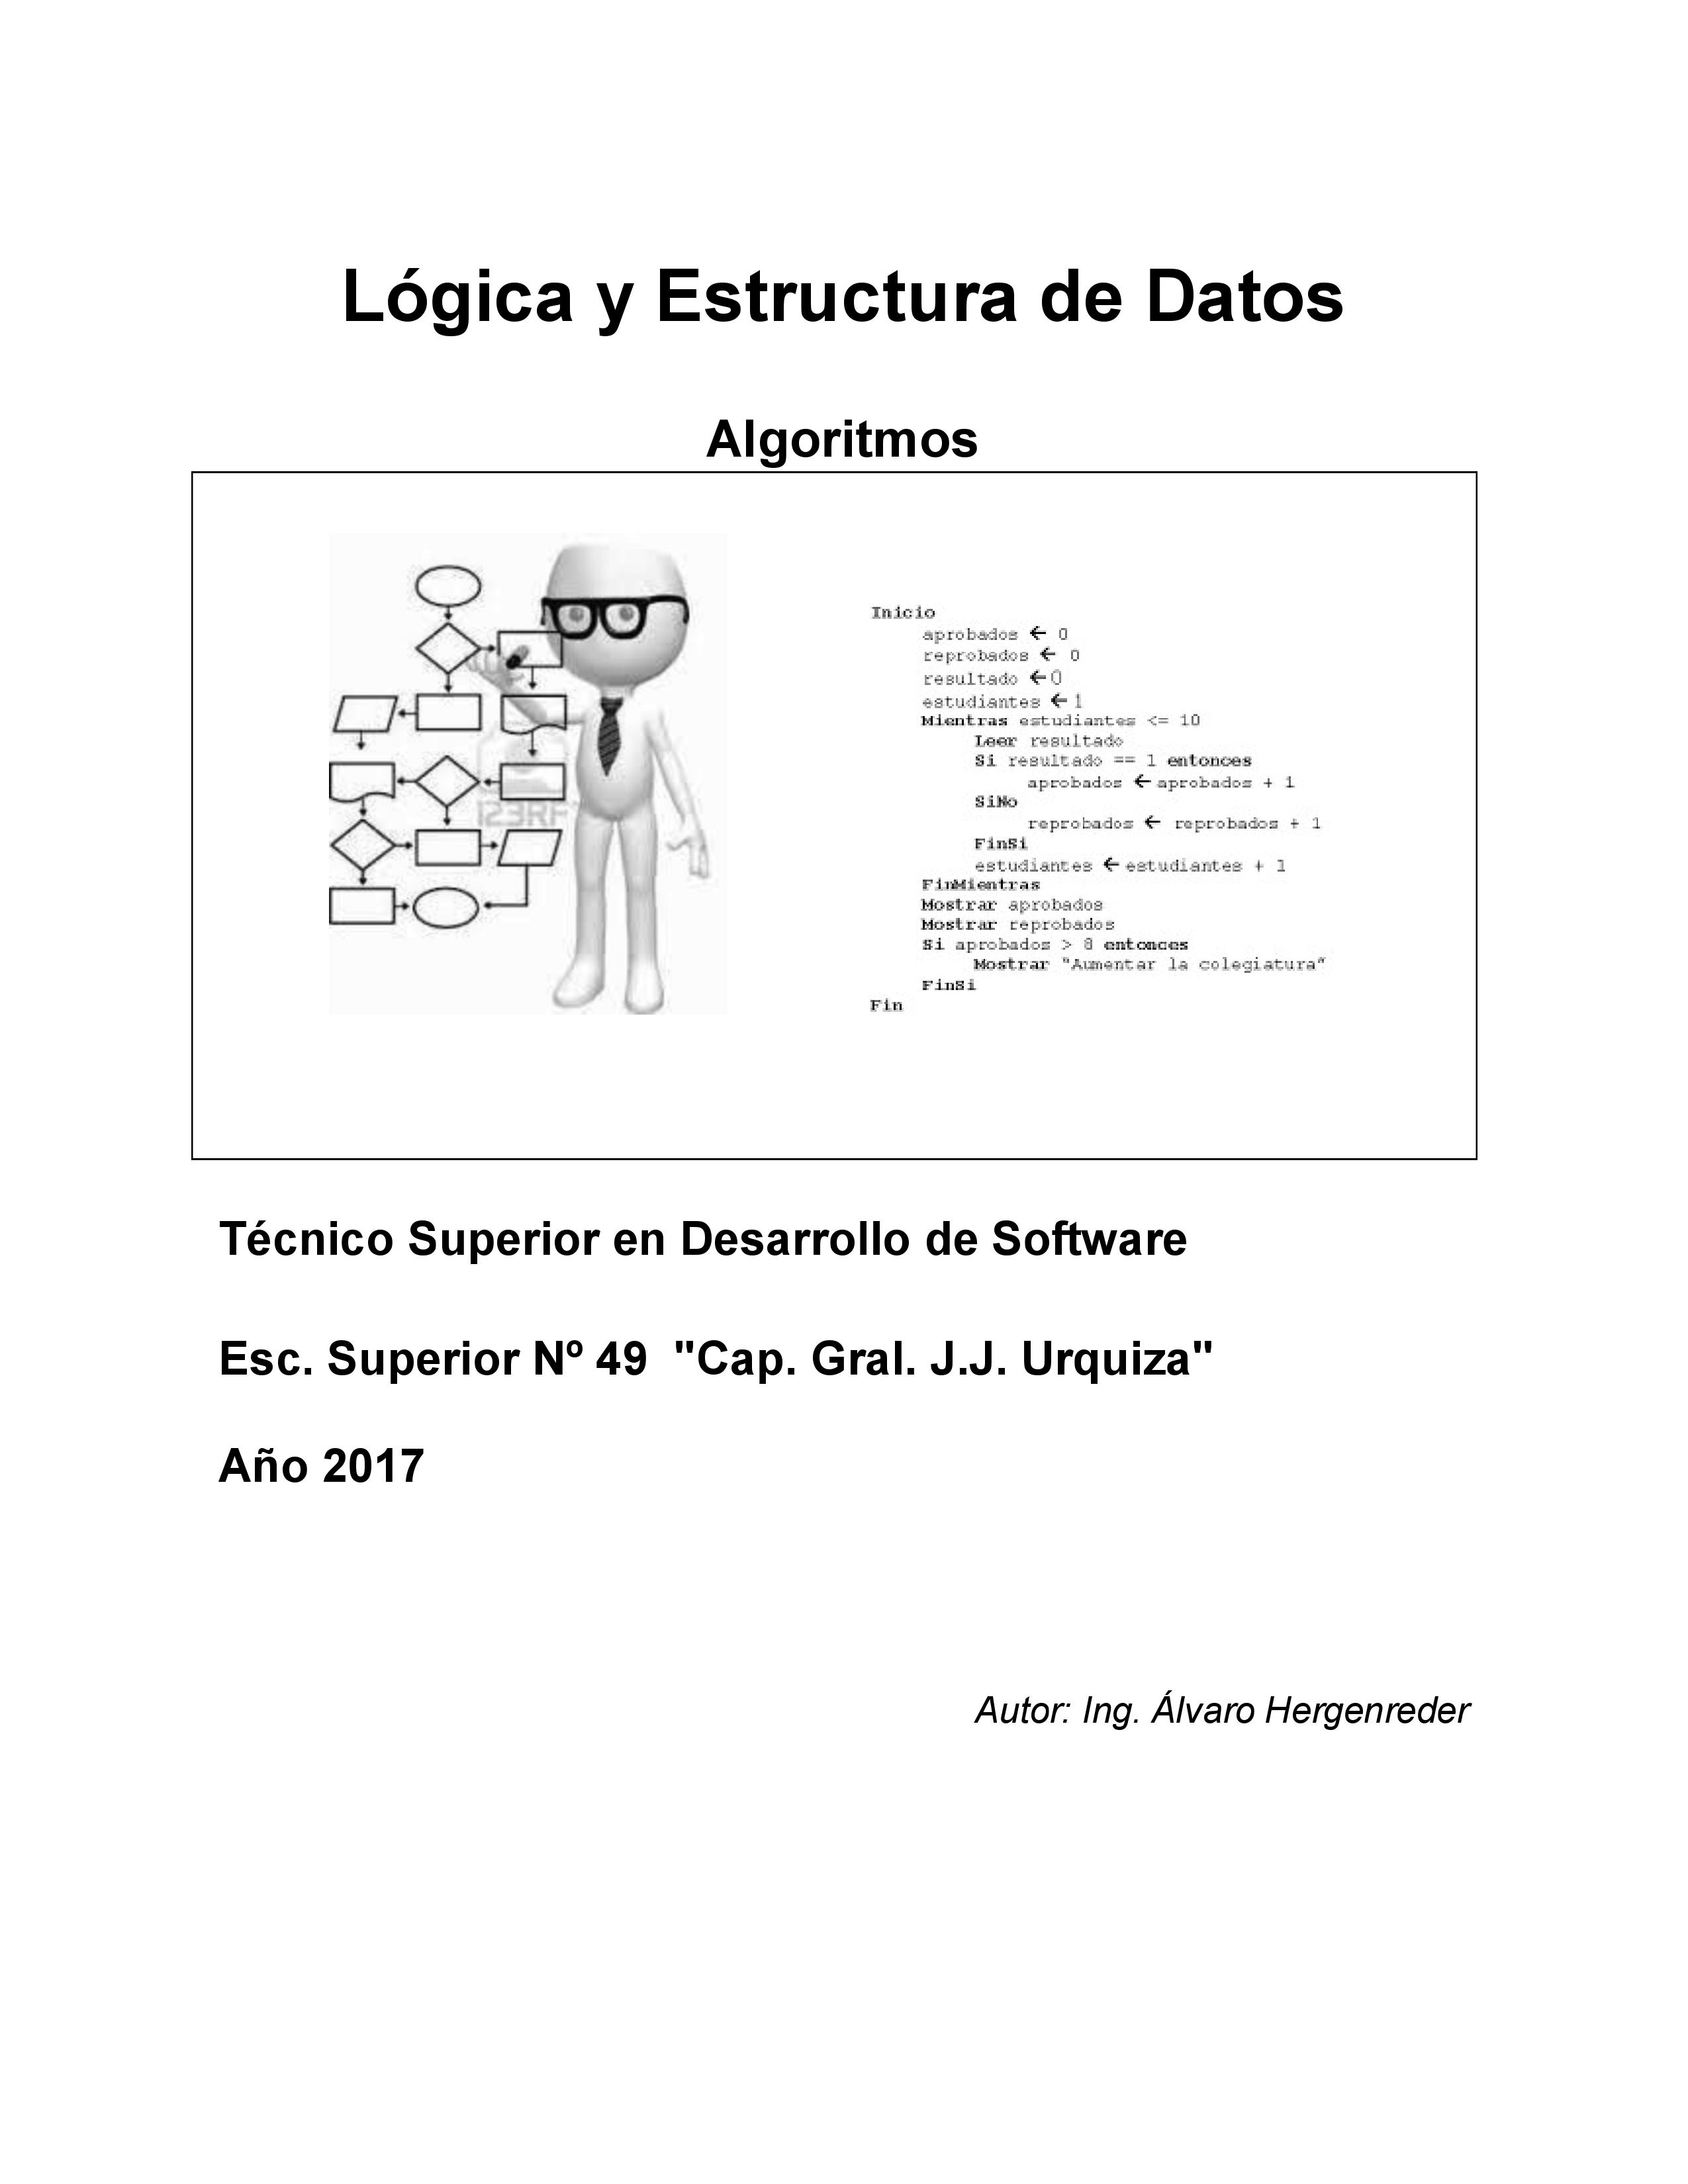 Lógica y Estructura de Datos
Algoritmos
123RF
Inicio
aprobados ← 0
reprobados ← 0
resultado ←0
estudiantes ←1
Mientras estudiantes <= 10
Leer resultado
Si resultado == 1 entonces
aprobados ←aprobados + 1
SiNo
reprobados ← reprobados + 1
FinSi
estudiantes ←estudiantes + 1
FinMientras
Mostrar aprobados
Mostrar reprobados
Si aprobados > 8 entonces
Mostrar "Aumentar la colegiatura"
FinSi
Fin
Técnico Superior en Desarrollo de Software
Esc. Superior Nº 49 "Cap. Gral. J.J. Urquiza"
Año 2017
Autor: Ing. Álvaro Hergenreder